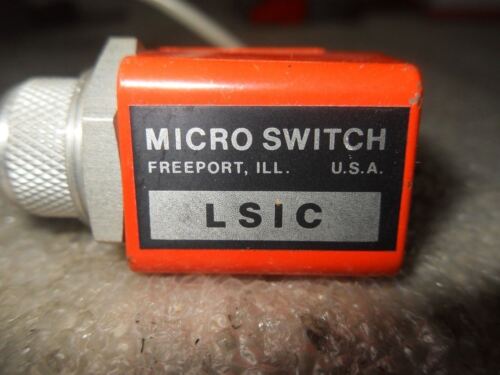 MICRO SWITCH
FREEPORT, ILL. U.S.A.
LSIC